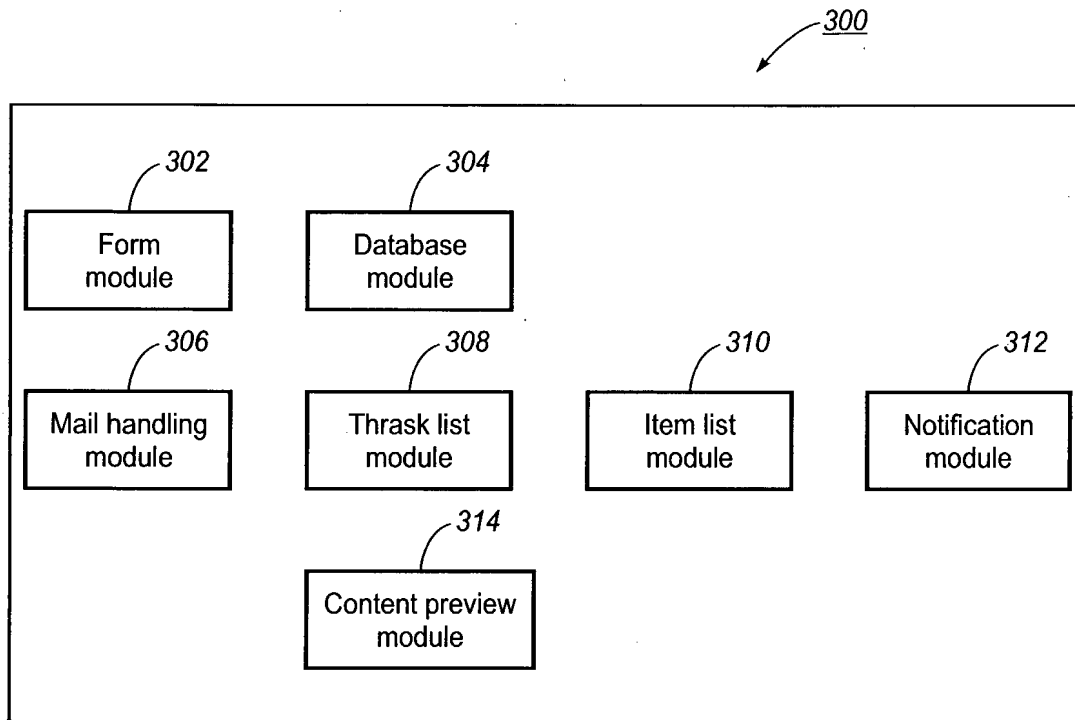 300
302
304
Form
module
Database
module
306
308
310
312
Mail handling
module
Thrask list
module
Item list
module
Notification
module
314
Content preview
module